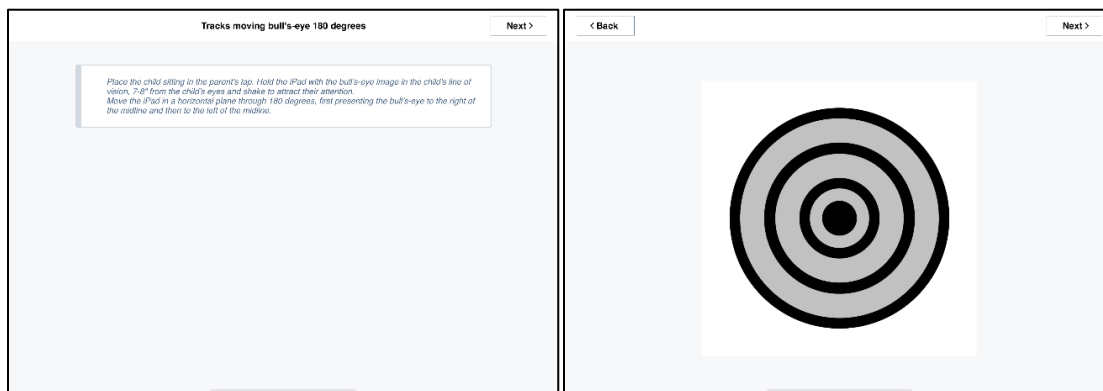 Tracks moving bull's-eye 180 degrees
Next >
Place the child sitting in the parent's lap. Hold the iPad with the bull's-eye image in the child's line of
vision, 7-8" from the child's eyes and shake to attract their attention.
Move the iPad in a horizontal plane through 180 degrees, first presenting the bull's-eye to the right of
the midline and then to the left of the midline.
< Back
Next >